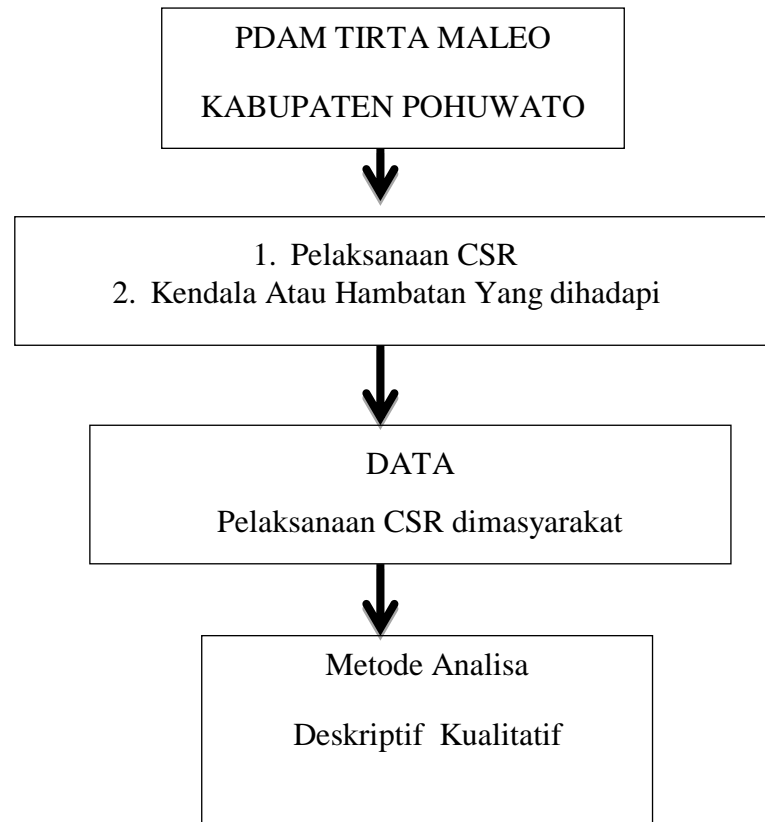 PDAM TIRTA MALEO
KABUPATEN POHUWATO
1. Pelaksanaan CSR
2. Kendala Atau Hambatan Yang dihadapi
DATA
Pelaksanaan CSR dimasyarakat
Metode Analisa
Deskriptif Kualitatif